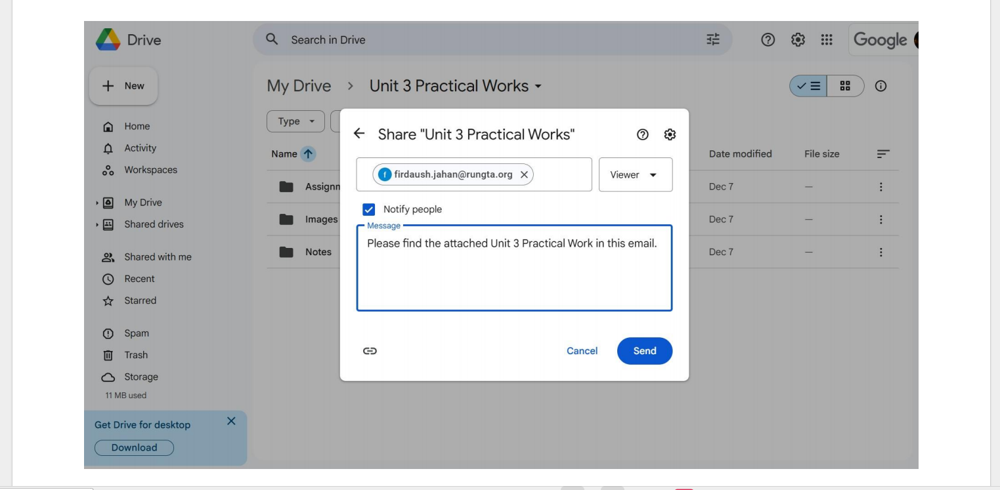 Drive
Search in Drive
Google
New
My Drive > Unit 3 Practical Works
Home
Activity
Workspaces
My Drive
Shared drives
Shared with me
Recent
Starred
Spam
Trash
Storage
11 MB used
Get Drive for desktop
Download
Type
Name
Date modified
File size
Dec 7
—
Images
Dec 7
—
Notes
Dec 7
—
Share "Unit 3 Practical Works"
f firdaush.jahan@rungta.org
Viewer
Notify people
Message
Please find the attached Unit 3 Practical Work in this email.
Cancel
Send